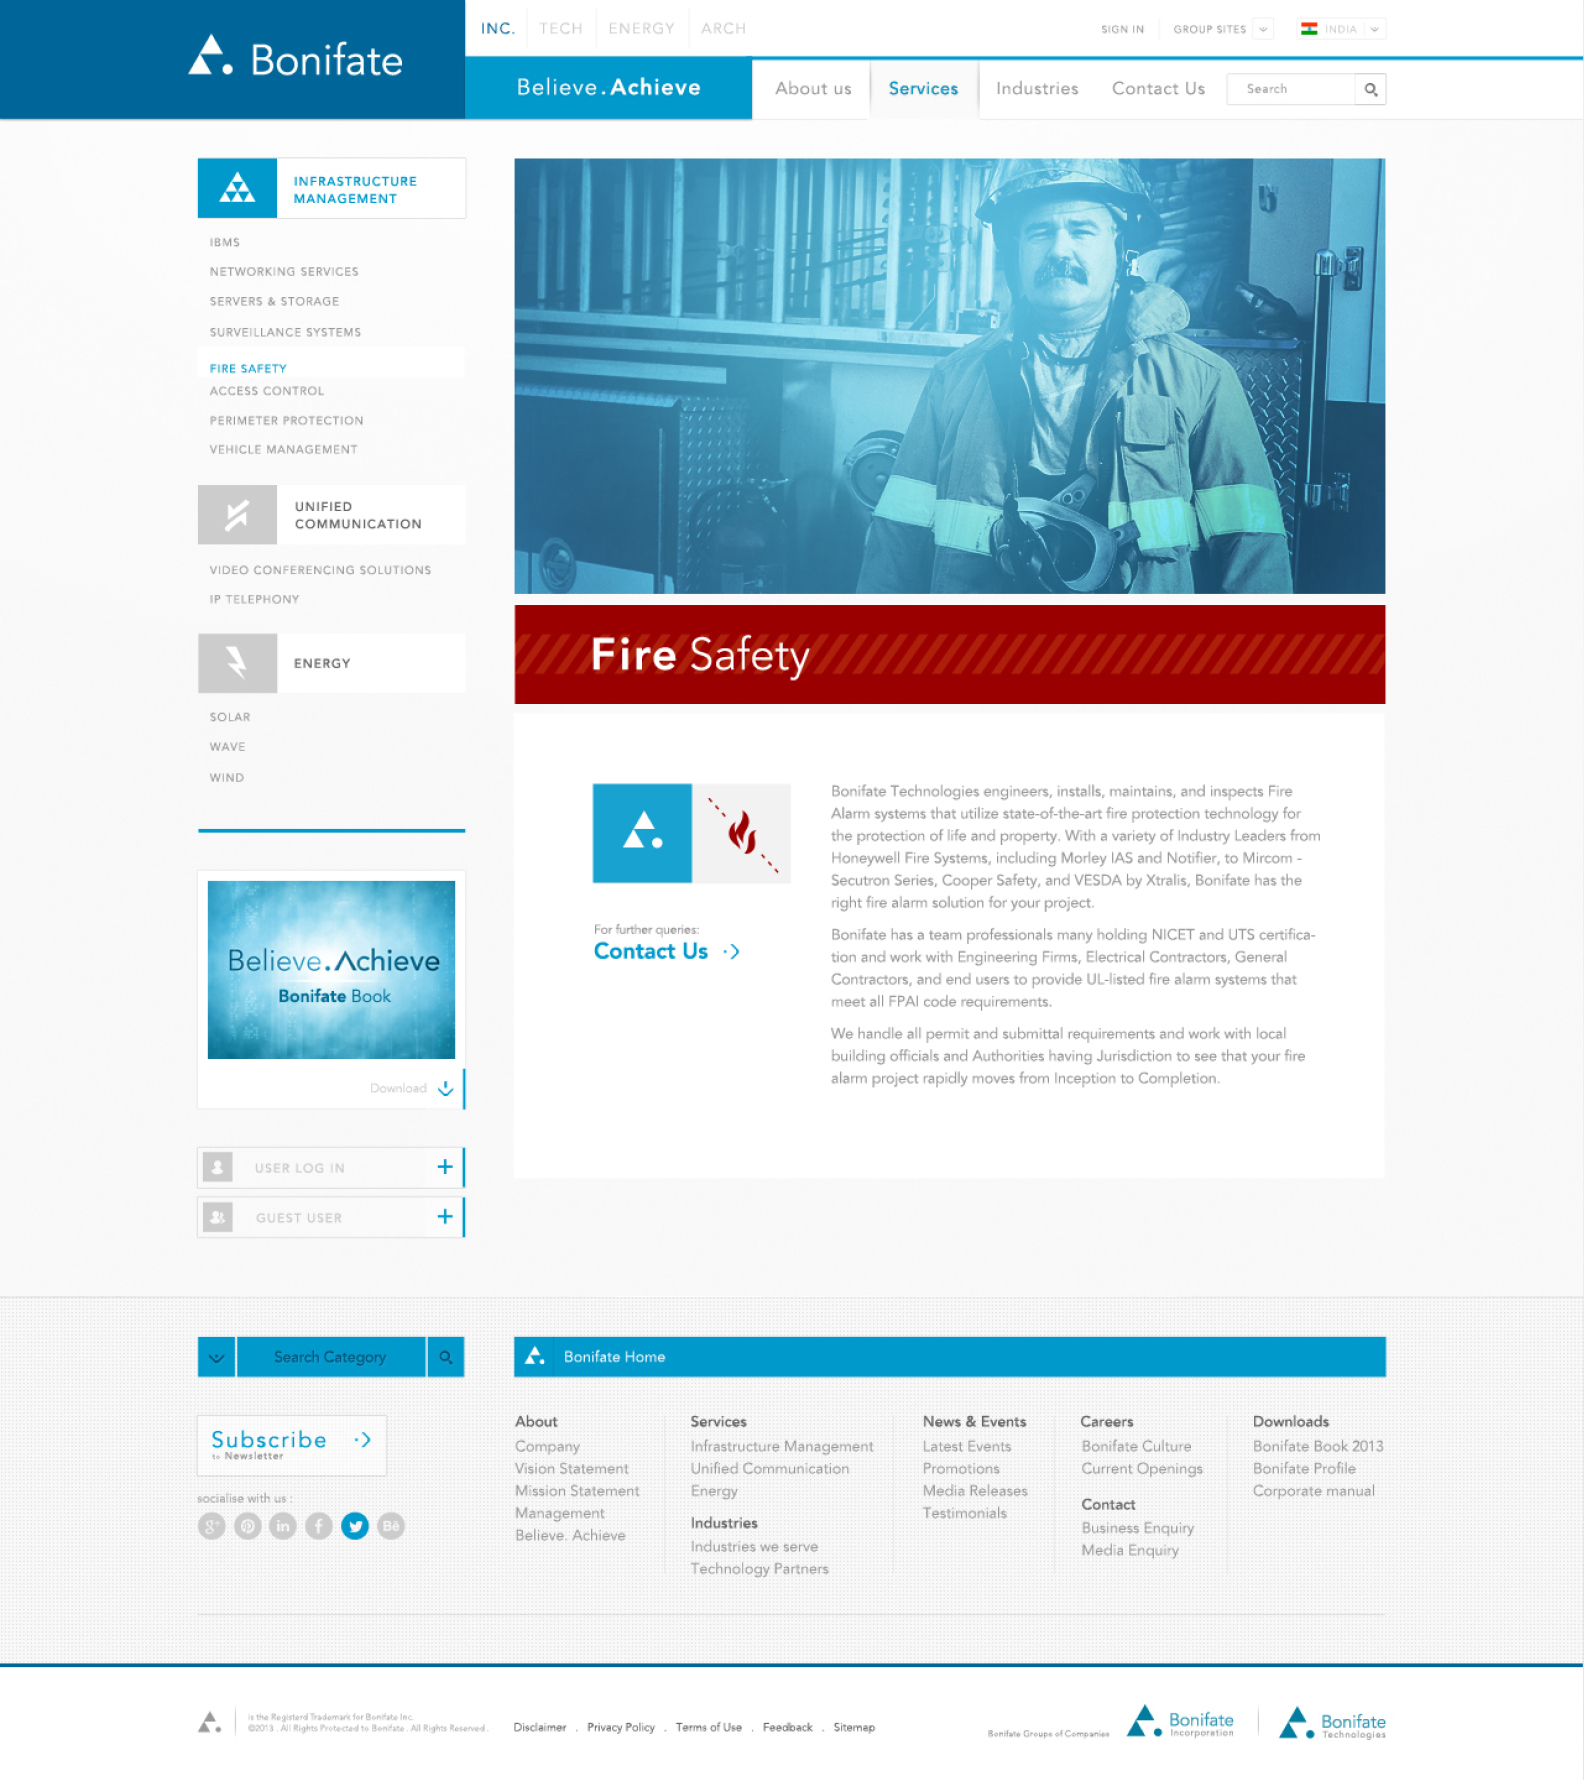 Bonifate
INC.
TECH
ENERGY
ARCH
SIGN IN
GROUP SITES
INDIA
Believe.Achieve
About us
Services
Industries
Contact Us
Search
INFRASTRUCTURE
MANAGEMENT
IBMS
NETWORKING SERVICES
SERVERS & STORAGE
SURVEILLANCE SYSTEMS
FIRE SAFETY
ACCESS CONTROL
PERIMETER PROTECTION
VEHICLE MANAGEMENT
UNIFIED
COMMUNICATION
VIDEO CONFERENCING SOLUTIONS
IP TELEPHONY
ENERGY
SOLAR
WAVE
WIND
Believe.Achieve
Bonifate Book
Download
USER LOG IN
GUEST USER
Fire Safety
For further queries:
Contact Us
Bonifate Technologies engineers, installs, maintains, and inspects Fire
Alarm systems that utilize state-of-the-art fire protection technology for
the protection of life and property. With a variety of Industry Leaders from
Honeywell Fire Systems, including Morley IAS and Notifier, to Mircom -
Secutron Series, Cooper Safety, and VESDA by Xtralis, Bonifate has the
right fire alarm solution for your project.
Bonifate has a team professionals many holding NICET and UTS certifica-
tion and work with Engineering Firms, Electrical Contractors, General
Contractors, and end users to provide UL-listed fire alarm systems that
meet all FPAI code requirements.
We handle all permit and submittal requirements and work with local
building officials and Authorities having Jurisdiction to see that your fire
alarm project rapidly moves from Inception to Completion.
Search Category
Bonifate Home
Subscribe
to Newsletter
socialise with us :
g+
in
f
Bē
About
Company
Vision Statement
Mission Statement
Management
Believe. Achieve
Services
Infrastructure Management
Unified Communication
Energy
Industries
Industries we serve
Technology Partners
News & Events
Latest Events
Promotions
Media Releases
Testimonials
Careers
Bonifate Culture
Current Openings
Contact
Business Enquiry
Media Enquiry
Downloads
Bonifate Book 2013
Bonifate Profile
Corporate manual
is the Registerd Trademark for Bonifate Inc.
©2013 . All Rights Protected to Bonifate . All Rights Reserved .
Disclaimer . Privacy Policy . Terms of Use . Feedback . Sitemap
Bonifate Groups of Companies
Bonifate
Incorporation
Bonifate
Technologies